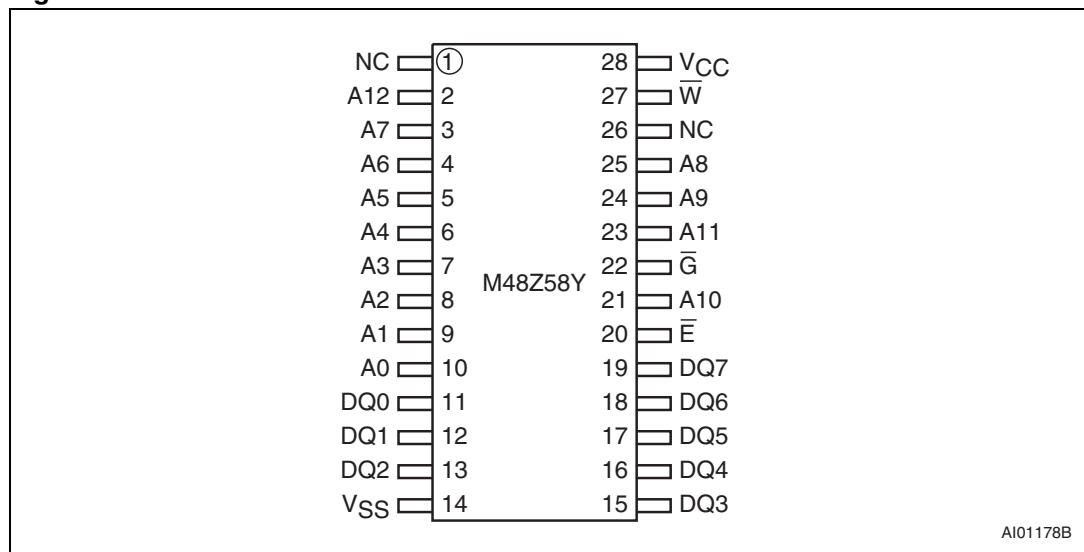 NC 1 28 VCC
A12 2 27 W̅
A7 3 26 NC
A6 4 25 A8
A5 5 24 A9
A4 6 23 A11
A3 7 22 G̅
M48Z58Y
A2 8 21 A10
A1 9 20 E̅
A0 10 19 DQ7
DQ0 11 18 DQ6
DQ1 12 17 DQ5
DQ2 13 16 DQ4
VSS 14 15 DQ3
AI01178B